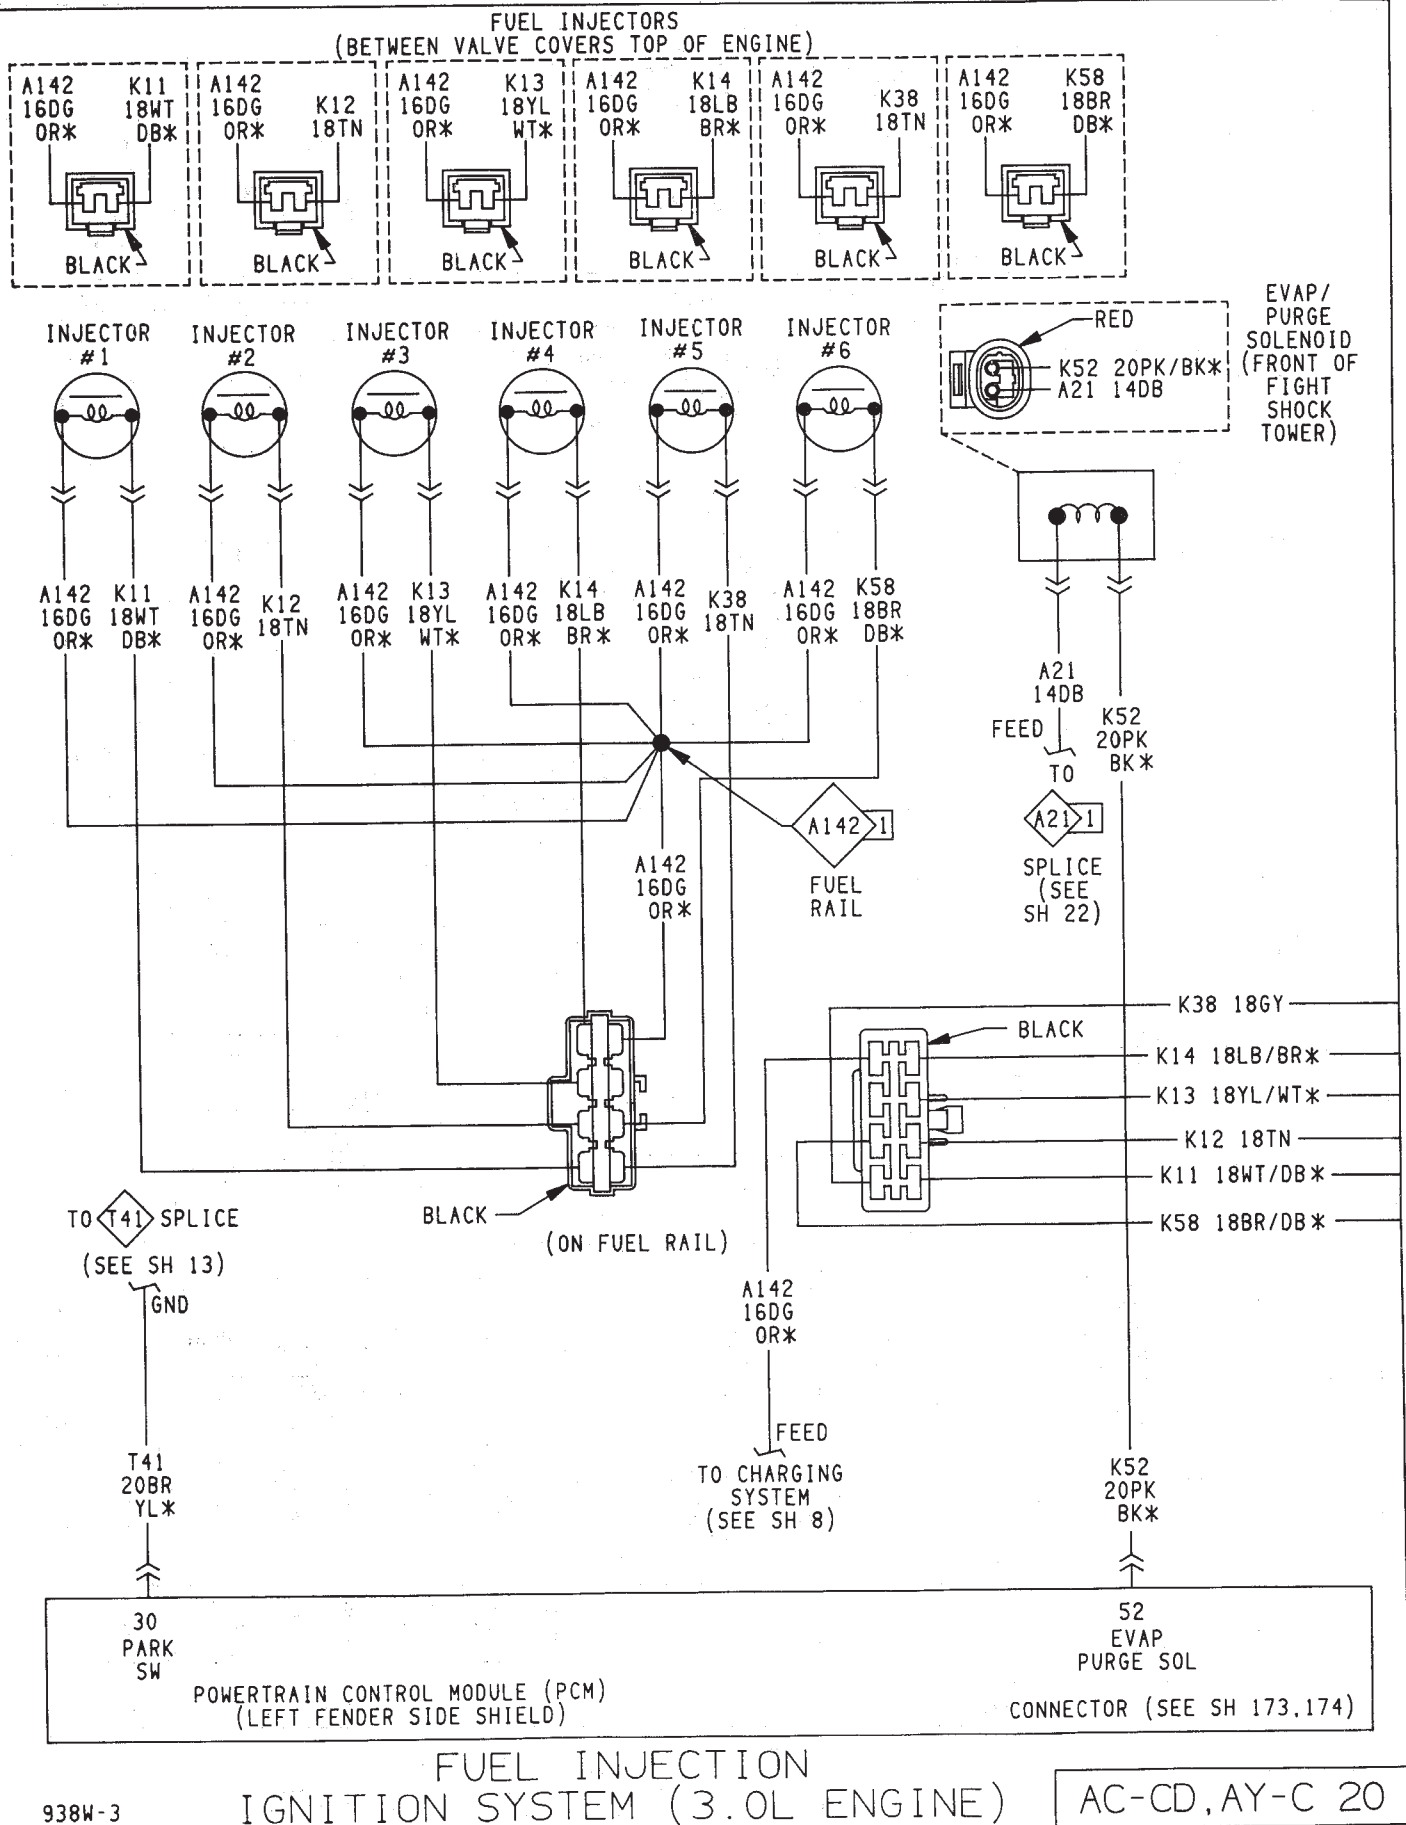 FUEL INJECTORS
(BETWEEN VALVE COVERS TOP OF ENGINE)
A142 K11
16DG 18WT
OR* DB*
BLACK
A142
16DG K12
OR* 18TN
BLACK
A142 K13
16DG 18YL
OR* WT*
BLACK
A142 K14
16DG 18LB
OR* BR*
BLACK
A142
16DG K38
OR* 18TN
BLACK
A142 K58
16DG 18BR
OR* DB*
BLACK
INJECTOR
#1
INJECTOR
#2
INJECTOR
#3
INJECTOR
#4
INJECTOR
#5
INJECTOR
#6
RED
K52 20PK/BK*
A21 14DB
EVAP/
PURGE
SOLENOID
(FRONT OF
FIGHT
SHOCK
TOWER)
A142
16DG
OR*
K11
18WT
DB*
A142
16DG
OR*
K12
18TN
A142
16DG
OR*
K13
18YL
WT*
A142
16DG
OR*
K14
18LB
BR*
A142
16DG
OR*
K38
18TN
A142
16DG
OR*
K58
18BR
DB*
A21
14DB
FEED
TO
A21 1
SPLICE
(SEE
SH 22)
K52
20PK
BK*
A142 1
FUEL
RAIL
A142
16DG
OR*
K38 18GY
BLACK
K14 18LB/BR*
K13 18YL/WT*
K12 18TN
K11 18WT/DB*
K58 18BR/DB*
BLACK
(ON FUEL RAIL)
TO T41 SPLICE
(SEE SH 13)
GND
A142
16DG
OR*
FEED
TO CHARGING
SYSTEM
(SEE SH 8)
T41
20BR
YL*
K52
20PK
BK*
30
PARK
SW
52
EVAP
PURGE SOL
POWERTRAIN CONTROL MODULE (PCM)
(LEFT FENDER SIDE SHIELD)
CONNECTOR (SEE SH 173,174)
FUEL INJECTION
IGNITION SYSTEM (3.0L ENGINE)
938W-3
AC-CD,AY-C 20